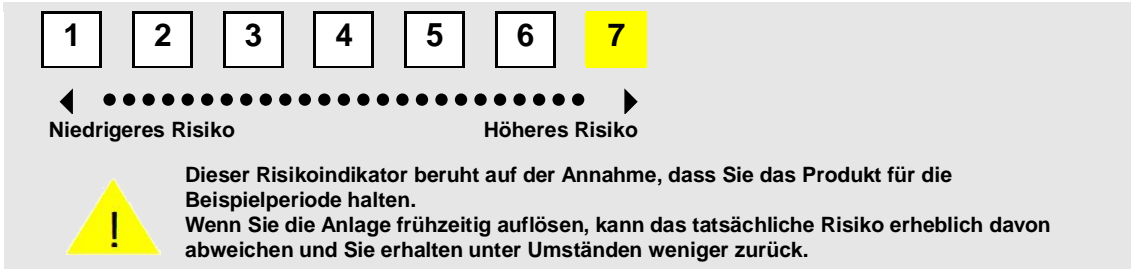 1 2 3 4 5 6 7
Niedrigeres Risiko Höheres Risiko
Dieser Risikoindikator beruht auf der Annahme, dass Sie das Produkt für die
Beispielperiode halten.
Wenn Sie die Anlage frühzeitig auflösen, kann das tatsächliche Risiko erheblich davon
abweichen und Sie erhalten unter Umständen weniger zurück.
!